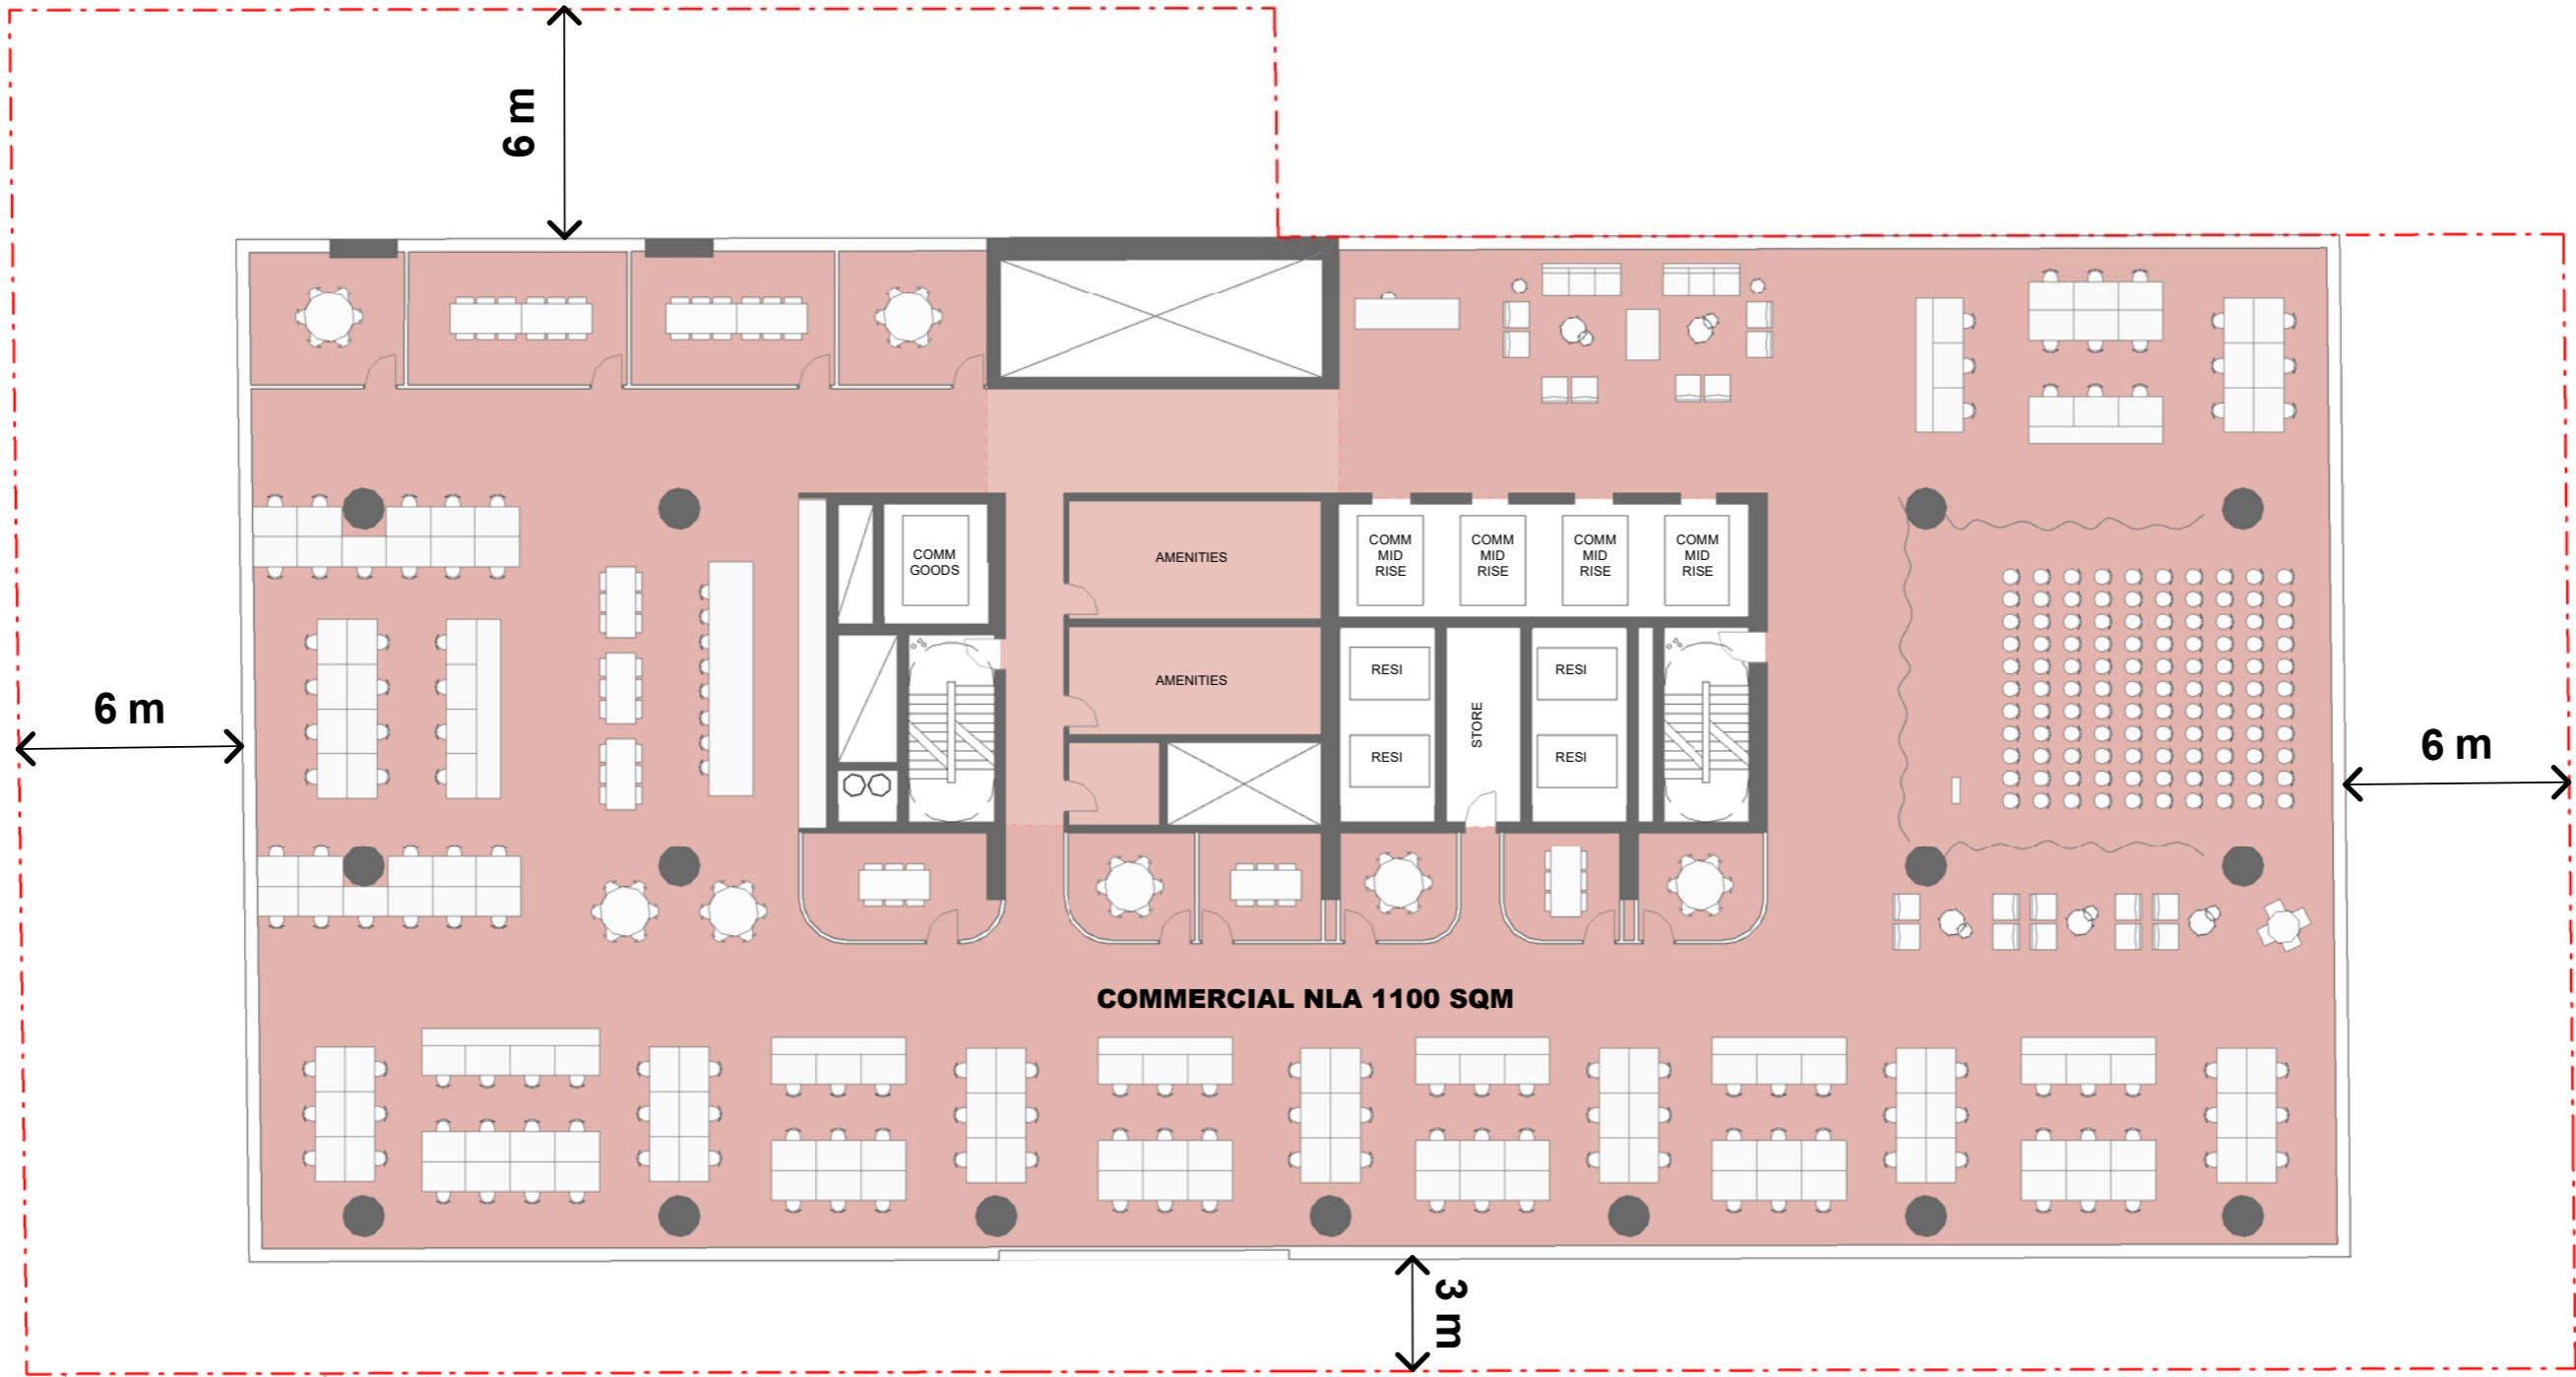 6 m
COMM
GOODS
AMENITIES
COMM
MID
RISE
COMM
MID
RISE
COMM
MID
RISE
COMM
MID
RISE
AMENITIES
RESI
RESI
STORE
RESI
RESI
6 m
6 m
COMMERCIAL NLA 1100 SQM
3 m